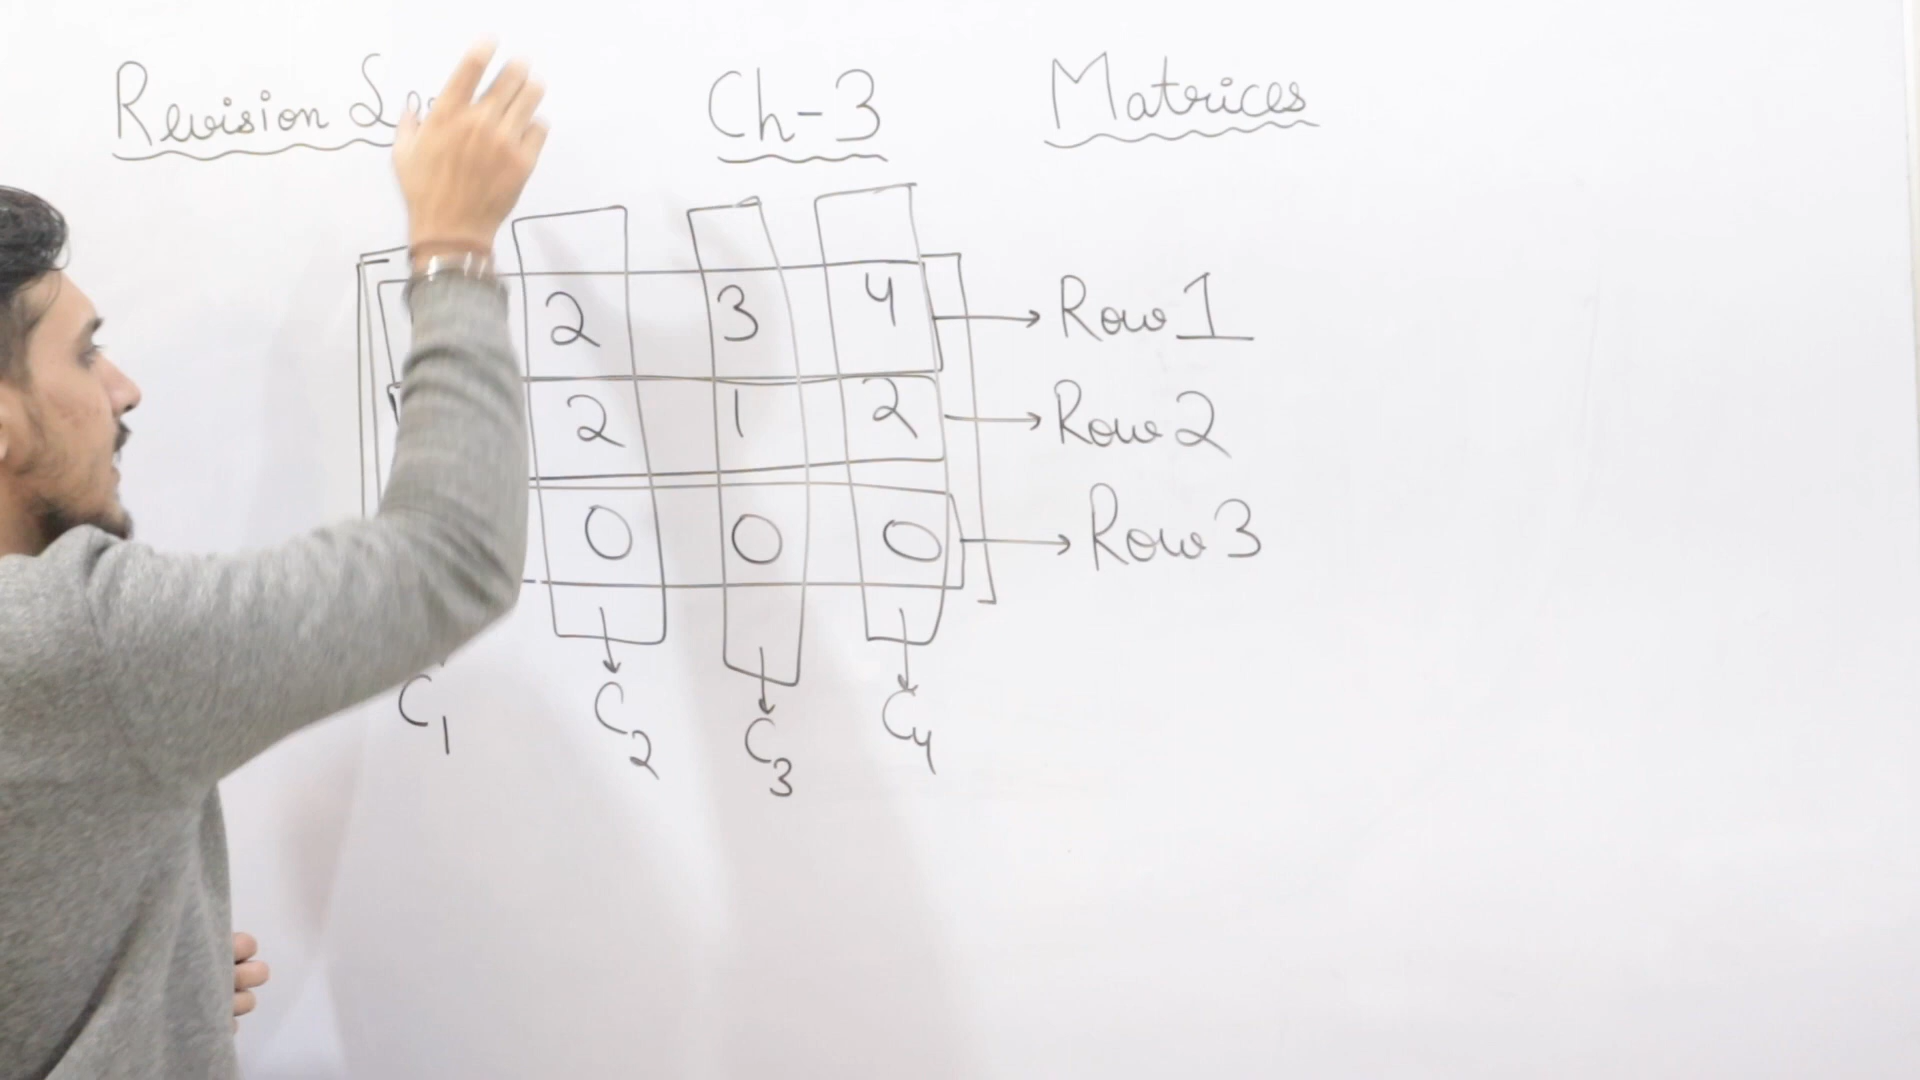 Revision Ch-3 Matrices
2 3 4 → Row 1
2 1 2 → Row 2
0 0 0 → Row 3
C1 C2 C3 C4